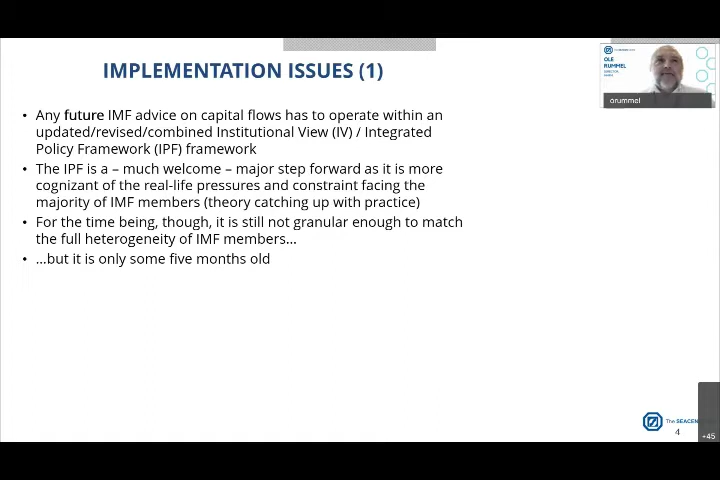 IMPLEMENTATION ISSUES (1)
• Any future IMF advice on capital flows has to operate within an
updated/revised/combined Institutional View (IV) / Integrated
Policy Framework (IPF) framework
• The IPF is a – much welcome – major step forward as it is more
cognizant of the real-life pressures and constraint facing the
majority of IMF members (theory catching up with practice)
• For the time being, though, it is still not granular enough to match
the full heterogeneity of IMF members...
• ...but it is only some five months old
OLE
RUMMEL
orummel
The SEACEN
4
+45